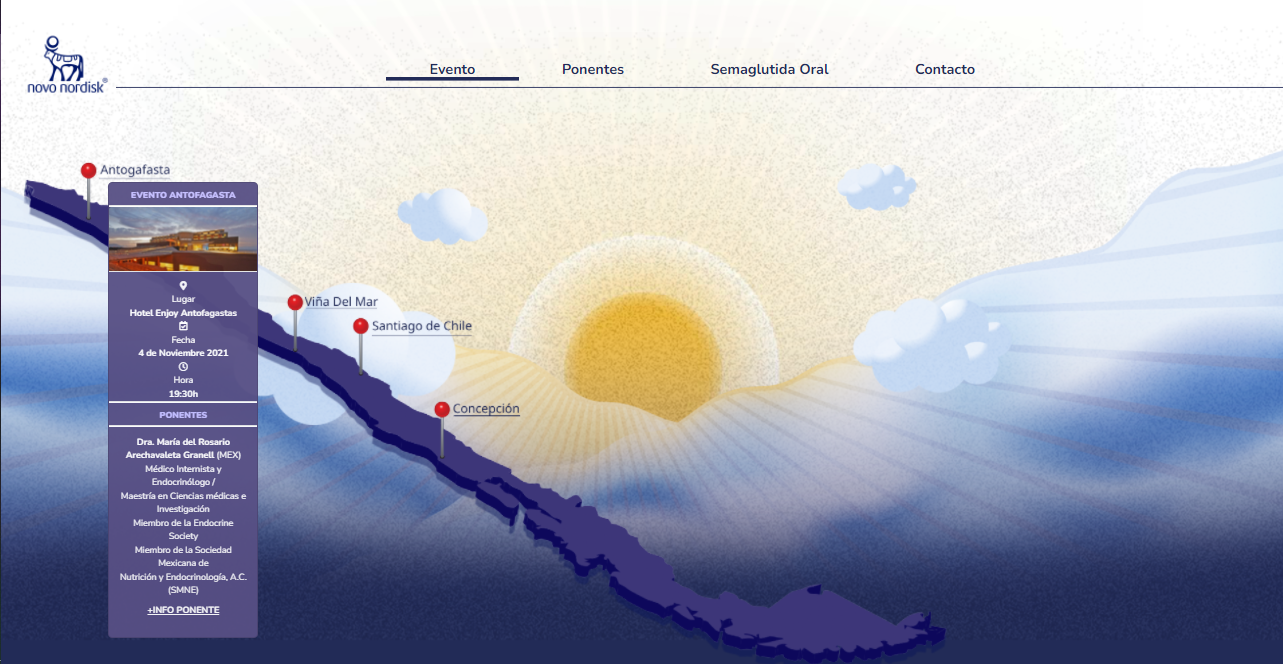 novo nordisk®
Evento
Ponentes
Semaglutida Oral
Contacto
Antogafasta
EVENTO ANTOFAGASTA
Lugar
Hotel Enjoy Antofagastas
Fecha
4 de Noviembre 2021
Hora
19:30h
PONENTES
Dra. María del Rosario
Arechavaleta Granell (MEX)
Médico Internista y
Endocrinólogo /
Maestría en Ciencias médicas e
Investigación
Miembro de la Endocrine
Society
Miembro de la Sociedad
Mexicana de
Nutrición y Endocrinología, A.C.
(SMNE)
+INFO PONENTE
Viña Del Mar
Santiago de Chile
Concepción